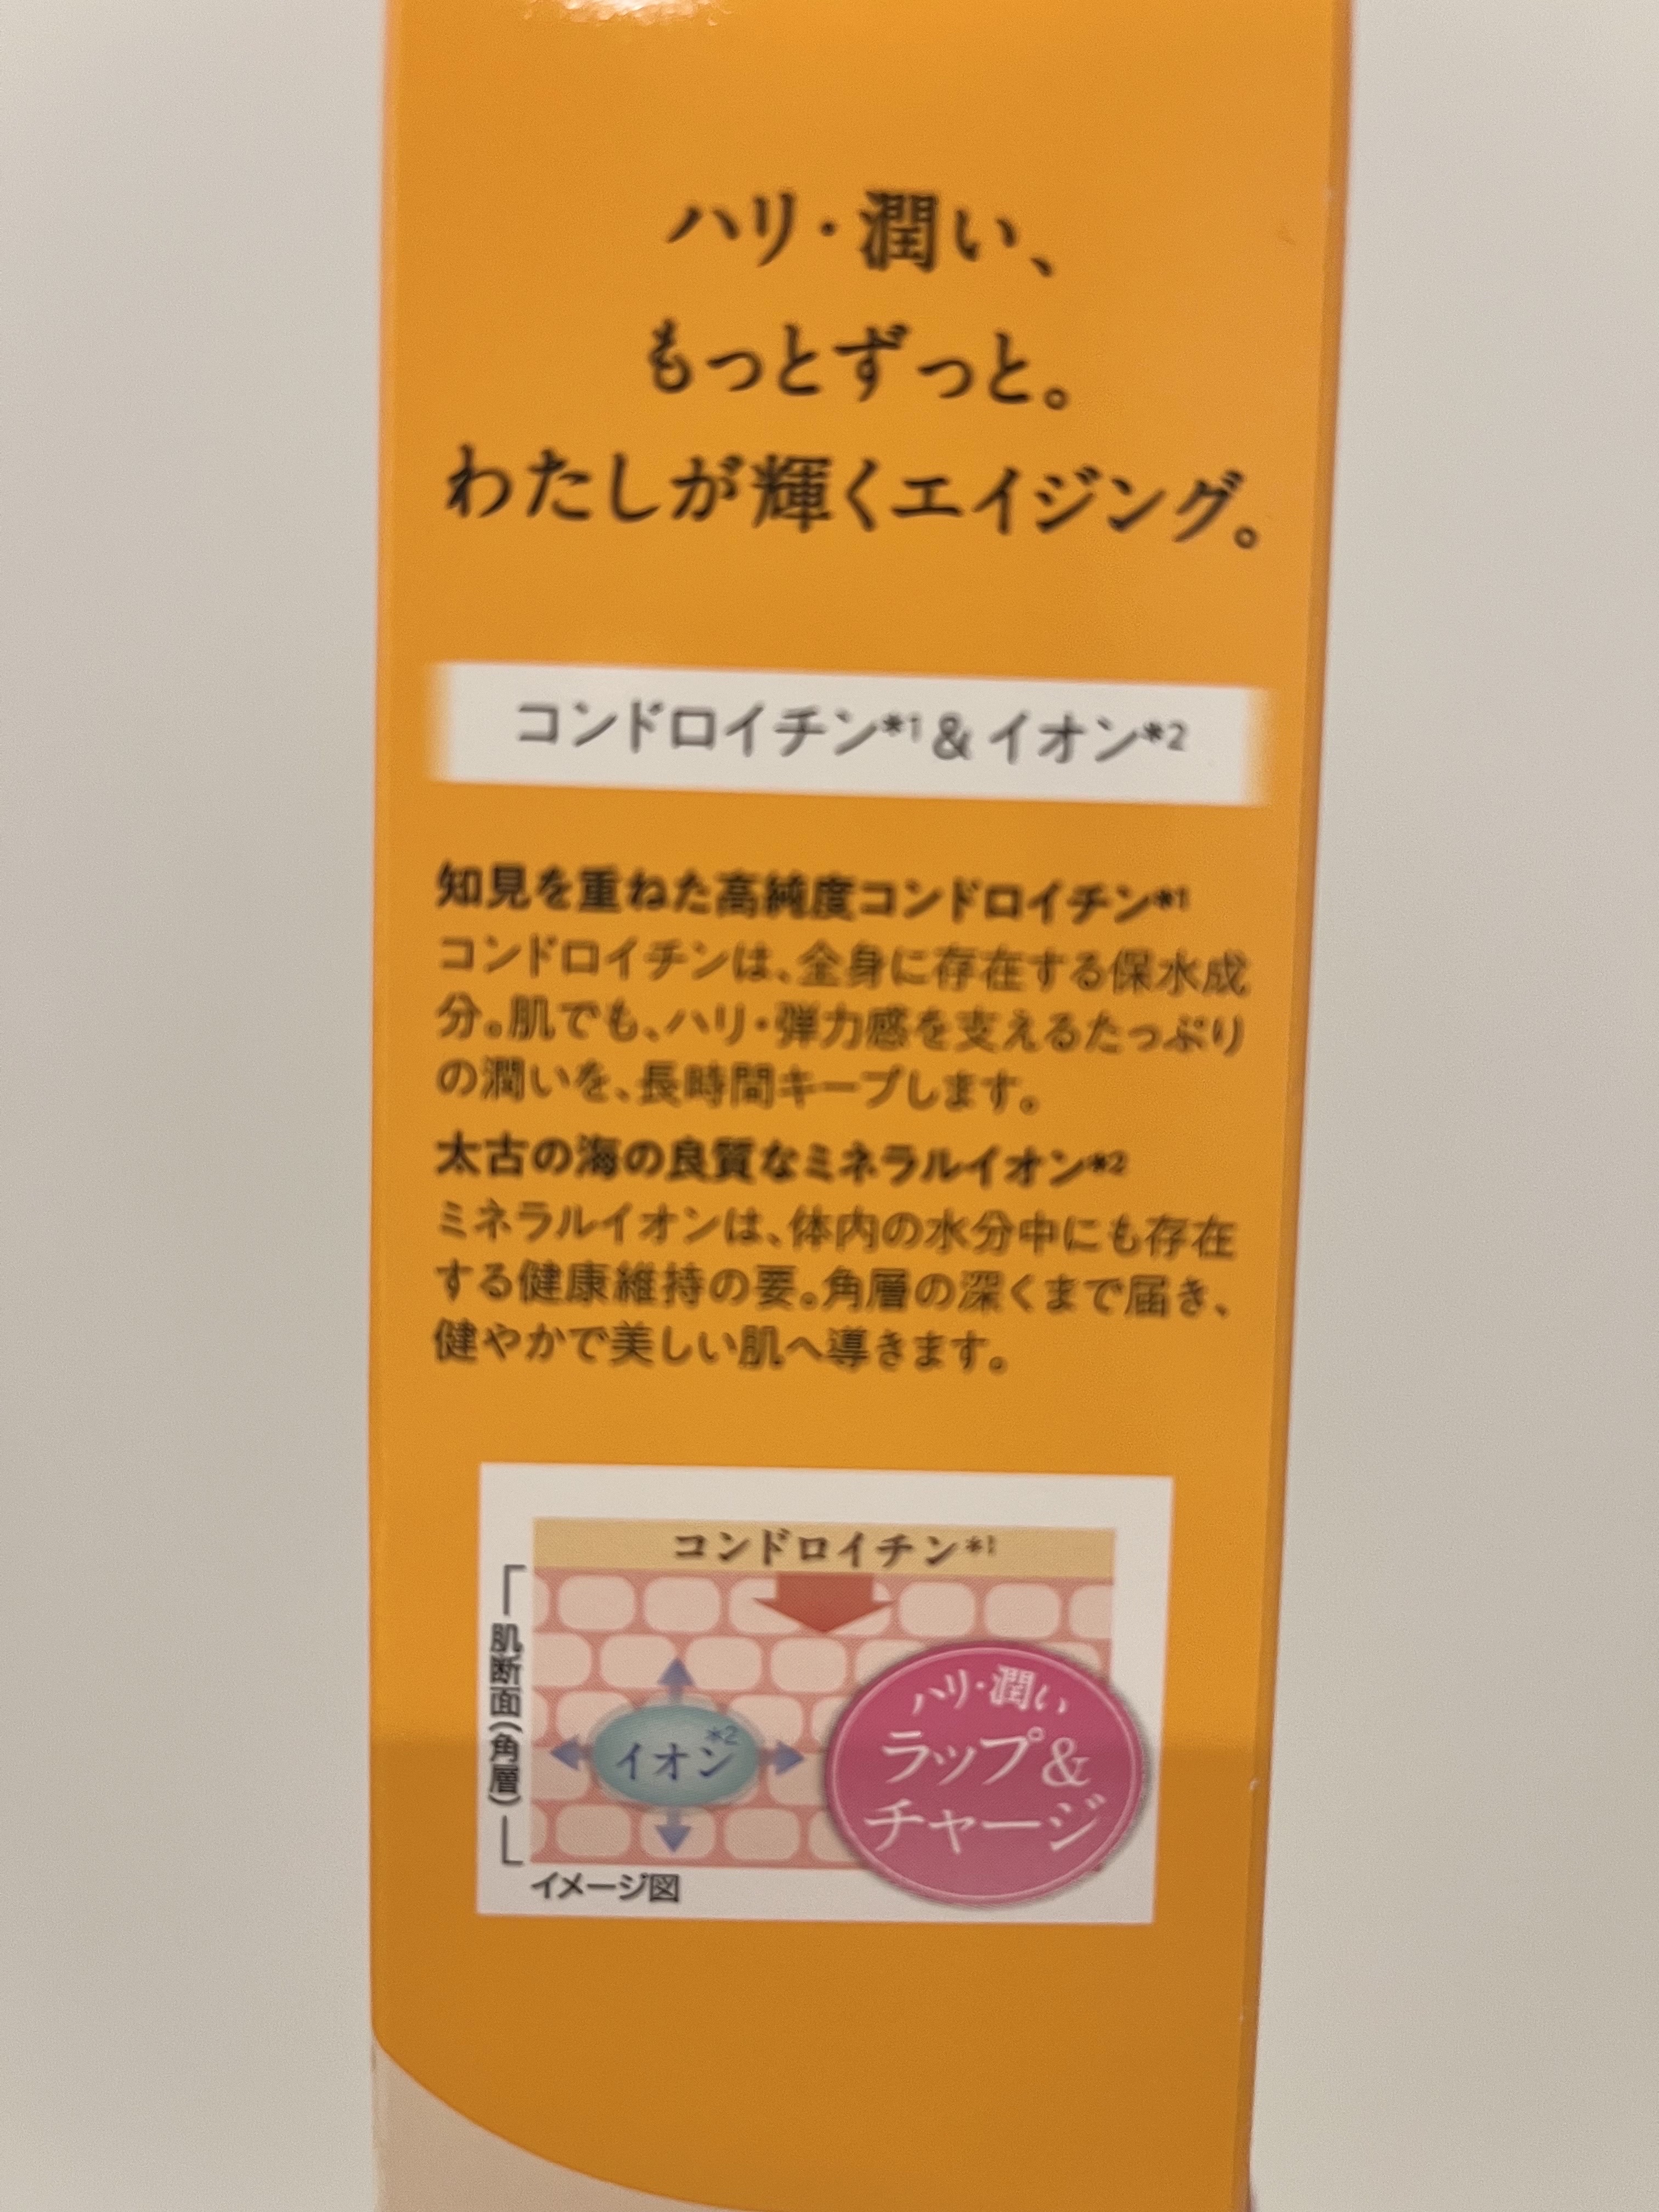 ハリ・潤い、
もっとずっと。
わたしが輝くエイジング。
コンドロイチン*1&イオン*2
知見を重ねた高純度コンドロイチン*1
コンドロイチンは、全身に存在する保水成
分。肌でも、ハリ・弾力感を支えるたっぷり
の潤いを、長時間キープします。
太古の海の良質なミネラルイオン*2
ミネラルイオンは、体内の水分中にも存在
する健康維持の要。角層の深くまで届き、
健やかで美しい肌へ導きます。
コンドロイチン*1
肌断面(角層)
イオン*2
ハリ・潤い
ラップ&
チャージ
イメージ図